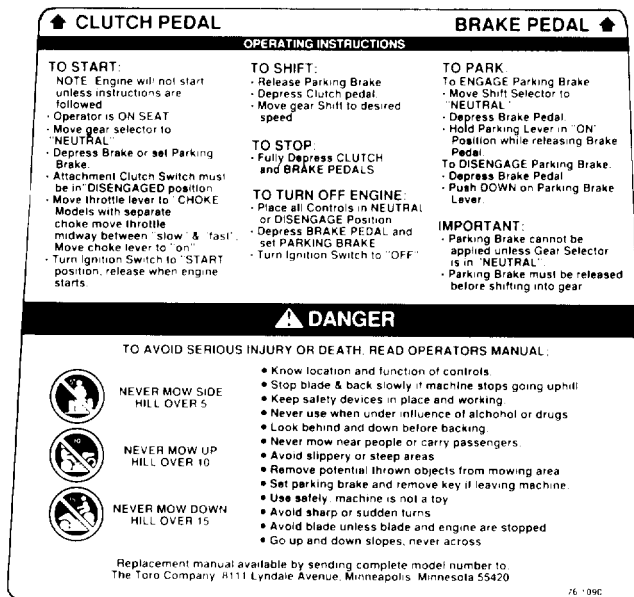 CLUTCH PEDAL
BRAKE PEDAL
OPERATING INSTRUCTIONS
TO START:
NOTE Engine will not start
unless instructions are
followed
- Operator is ON SEAT
- Move gear selector to
"NEUTRAL"
- Depress Brake or set Parking
Brake.
- Attachment Clutch Switch must
be in "DISENGAGED position
- Move throttle lever to "CHOKE
Models with separate
choke move throttle
midway between "slow" & "fast".
Move choke lever to "on"
- Turn Ignition Switch to "START
position, release when engine
starts.
TO SHIFT:
- Release Parking Brake
- Depress Clutch pedal.
- Move gear Shift to desired
speed
TO STOP:
- Fully Depress CLUTCH
and BRAKE PEDALS
TO TURN OFF ENGINE:
- Place all Controls in NEUTRAL
or DISENGAGE Position
- Depress BRAKE PEDAL and
set PARKING BRAKE
- Turn Ignition Switch to "OFF"
TO PARK:
To ENGAGE Parking Brake
- Move Shift Selector to
"NEUTRAL"
- Depress Brake Pedal.
- Hold Parking Lever in "ON"
Position while releasing Brake
Pedal.
To DISENGAGE Parking Brake.
- Depress Brake Pedal
- Push DOWN on Parking Brake
Lever.
IMPORTANT:
- Parking Brake cannot be
applied unless Gear Selector
is in "NEUTRAL".
- Parking Brake must be released
before shifting into gear
DANGER
TO AVOID SERIOUS INJURY OR DEATH, READ OPERATORS MANUAL:
NEVER MOW SIDE
HILL OVER 5
NEVER MOW UP
HILL OVER 10
NEVER MOW DOWN
HILL OVER 15
• Know location and function of controls.
• Stop blade & back slowly if machine stops going uphill
• Keep safety devices in place and working.
• Never use when under influence of alchohol or drugs
• Look behind and down before backing.
• Never mow near people or carry passengers.
• Avoid slippery or steep areas
• Remove potential thrown objects from mowing area
• Set parking brake and remove key if leaving machine.
• Use safely, machine is not a toy
• Avoid sharp or sudden turns
• Avoid blade unless blade and engine are stopped
• Go up and down slopes, never across
Replacement manual available by sending complete model number to.
The Toro Company 8111 Lyndale Avenue, Minneapolis Minnesota 55420